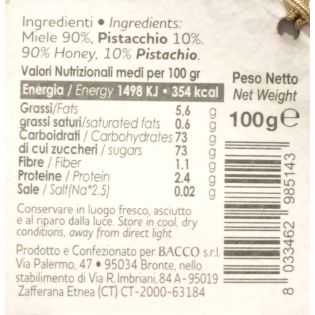 Ingredienti • Ingredients:
Miele 90%, Pistacchio 10%.
90% Honey, 10% Pistachio.
Valori Nutrizionali medi per 100 gr
Energia / Energy 1498 KJ • 354 kcal
Grassi/Fats 5,6 g
grassi saturi/saturated fats 0.6 g
Carboidrati / Carbohydrates 73 g
di cui zuccheri / sugars 73 g
Fibre / Fiber 1.1 g
Proteine / Protein 2.4 g
Sale / Salt(Na*2.5) 0.02 g
Peso Netto
Net Weight
100g e
Conservare in luogo fresco, asciutto
e al riparo dalla luce. Store in cool, dry
conditions, away from direct light.
Prodotto e Confezionato per BACCO s.r.l.
Via Palermo, 47 • 95034 Bronte, nello
stabilimento di Via R. Imbriani, 84 A - 95019
Zafferana Etnea (CT) CT-2000-63184
8 033462 985143